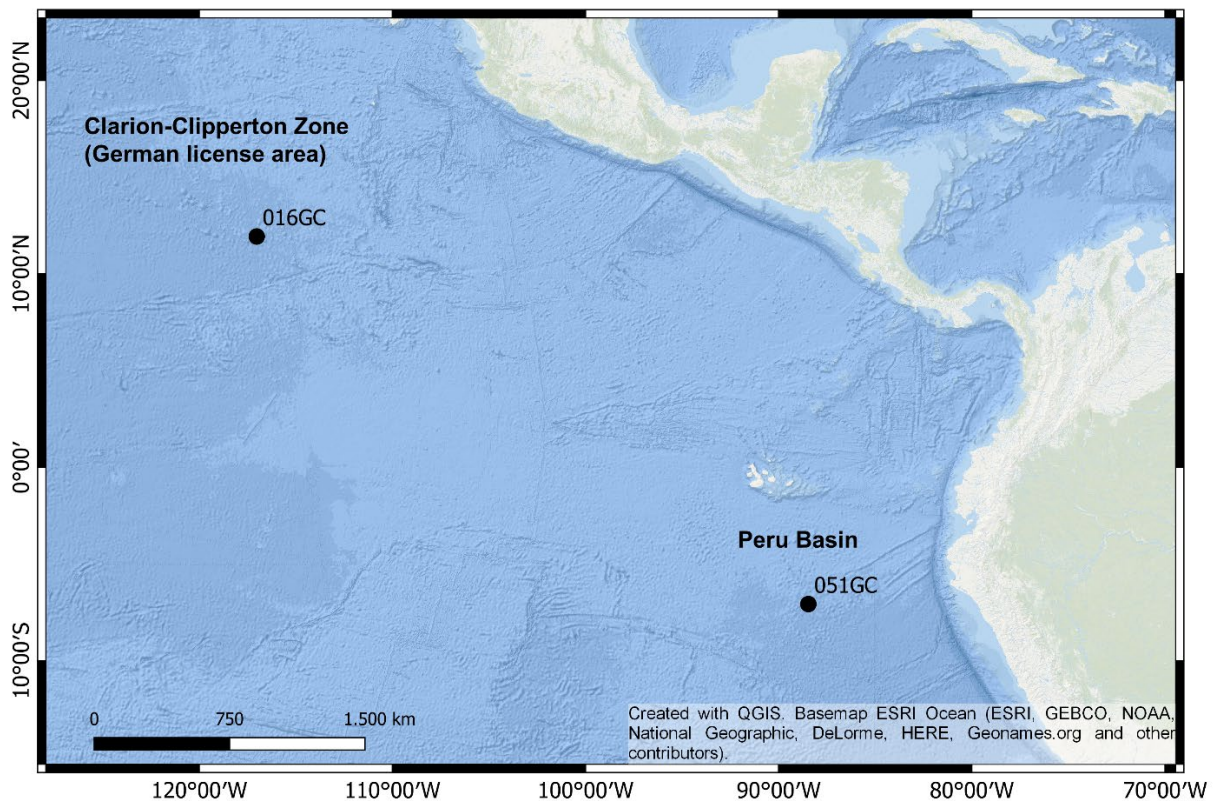 Clarion-Clipperton Zone
(German license area)
016GC
Peru Basin
051GC
0 750 1.500 km
Created with QGIS. Basemap ESRI Ocean (ESRI, GEBCO, NOAA,
National Geographic, DeLorme, HERE, Geonames.org and other
contributors).
20°00'N
10°00'N
0°00'
10°00'S
120°00'W 110°00'W 100°00'W 90°00'W 80°00'W 70°00'W